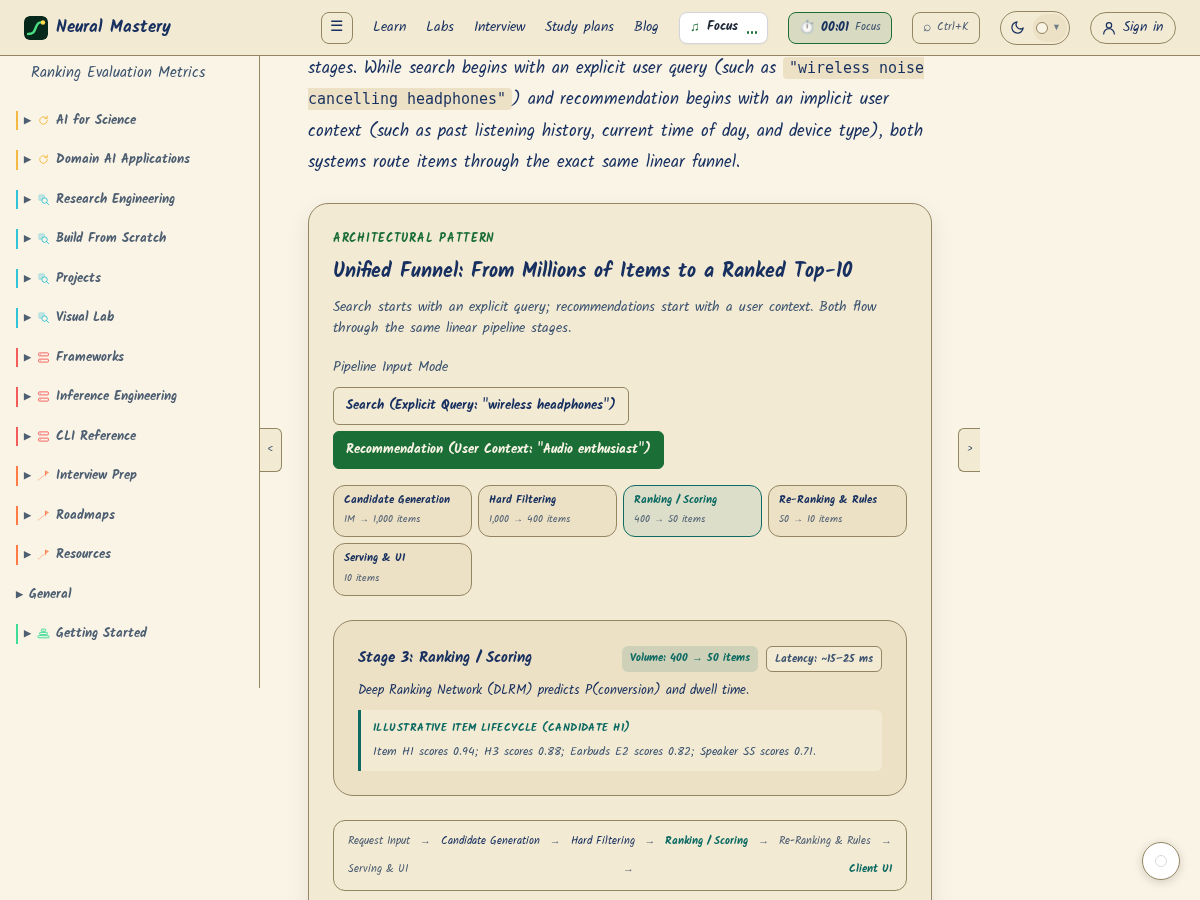 Neural Mastery
☰
Learn
Labs
Interview
Study plans
Blog
♫ Focus ...
⏱ 00:01 Focus
⌕ Ctrl+K
▾
Sign in
Ranking Evaluation Metrics
▶ AI for Science
▶ Domain AI Applications
▶ Research Engineering
▶ Build From Scratch
▶ Projects
▶ Visual Lab
▶ Frameworks
▶ Inference Engineering
▶ CLI Reference
▶ Interview Prep
▶ Roadmaps
▶ Resources
▶ General
▶ Getting Started
<
stages. While search begins with an explicit user query (such as "wireless noise
cancelling headphones") and recommendation begins with an implicit user
context (such as past listening history, current time of day, and device type), both
systems route items through the exact same linear funnel.
ARCHITECTURAL PATTERN
Unified Funnel: From Millions of Items to a Ranked Top-10
Search starts with an explicit query; recommendations start with a user context. Both flow
through the same linear pipeline stages.
Pipeline Input Mode
Search (Explicit Query: "wireless headphones")
Recommendation (User Context: "Audio enthusiast")
Candidate Generation
1M → 1,000 items
Hard Filtering
1,000 → 400 items
Ranking / Scoring
400 → 50 items
Re-Ranking & Rules
50 → 10 items
Serving & UI
10 items
Stage 3: Ranking / Scoring
Volume: 400 → 50 items
Latency: ~15–25 ms
Deep Ranking Network (DLRM) predicts P(conversion) and dwell time.
ILLUSTRATIVE ITEM LIFECYCLE (CANDIDATE H1)
Item H1 scores 0.94; H3 scores 0.88; Earbuds E2 scores 0.82; Speaker S5 scores 0.71.
Request Input → Candidate Generation → Hard Filtering → Ranking / Scoring → Re-Ranking & Rules →
Serving & UI → Client UI
>